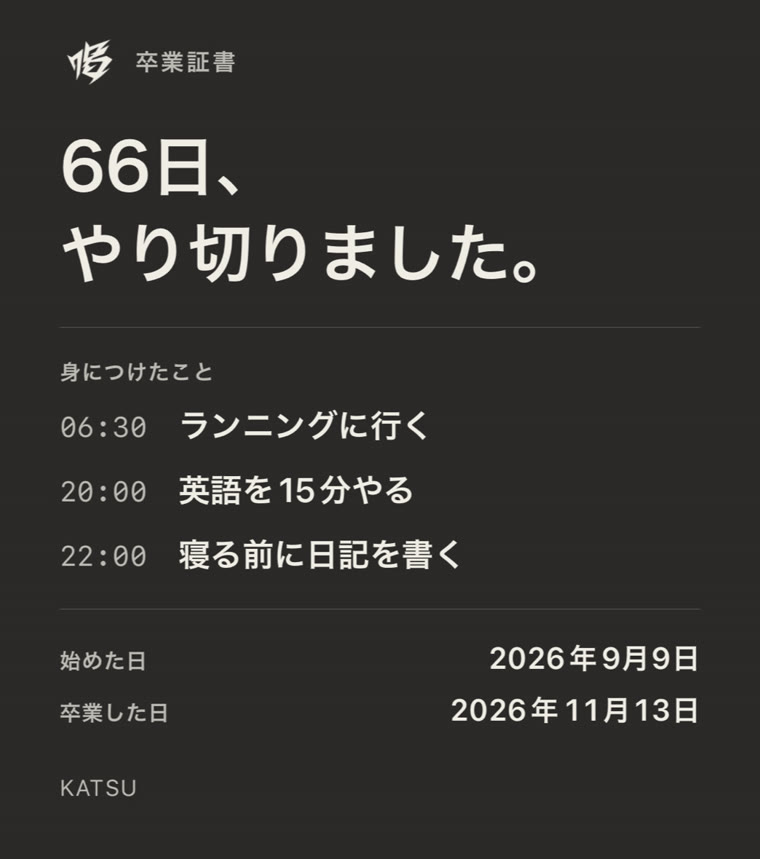 卒業証書
66日、
やり切りました。
身につけたこと
06:30 ランニングに行く
20:00 英語を15分やる
22:00 寝る前に日記を書く
始めた日 2026年9月9日
卒業した日 2026年11月13日
KATSU